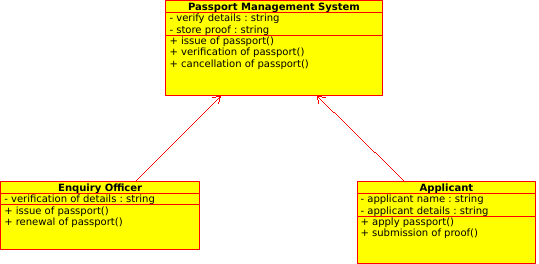 Passport Management System
- verify details : string
- store proof : string
+ issue of passport()
+ verification of passport()
+ cancellation of passport()
Enquiry Officer
- verification of details : string
+ issue of passport()
+ renewal of passport()
Applicant
- applicant name : string
- applicant details : string
+ apply passport()
+ submission of proof()